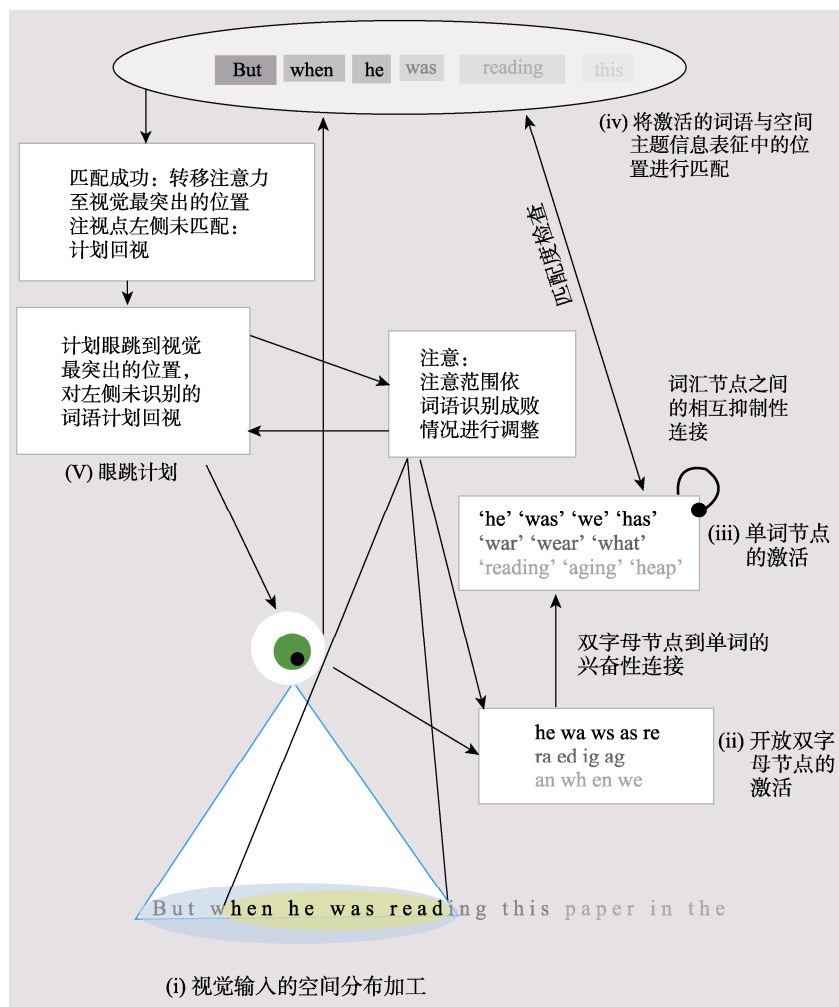 But when he was reading this
(iv) 将激活的词语与空间
主题信息表征中的位
置进行匹配
匹配成功：转移注意力
至视觉最突出的位置
注视点左侧未匹配：
计划回视
匹配度检查
计划眼跳到视觉
最突出的位置，
对左侧未识别的
词语计划回视
(V) 眼跳计划
注意：
注意范围依
词语识别成败
情况进行调整
词汇节点之间
的相互抑制性
连接
‘he’ ‘was’ ‘we’ ‘has’
‘war’ ‘wear’ ‘what’
‘reading’ ‘aging’ ‘heap’
(iii) 单词节点
的激活
双字母节点到单词的
兴奋性连接
he wa ws as re
ra ed ig ag
an wh en we
(ii) 开放双字
母节点的
激活
But when he was reading this paper in the
(i) 视觉输入的空间分布加工